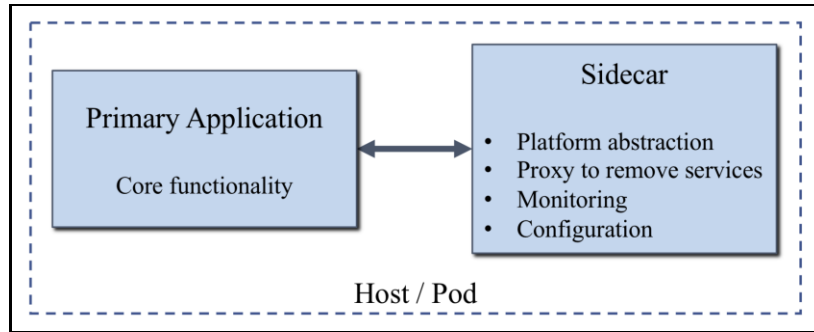 Primary Application
Core functionality
Sidecar
• Platform abstraction
• Proxy to remove services
• Monitoring
• Configuration
Host / Pod